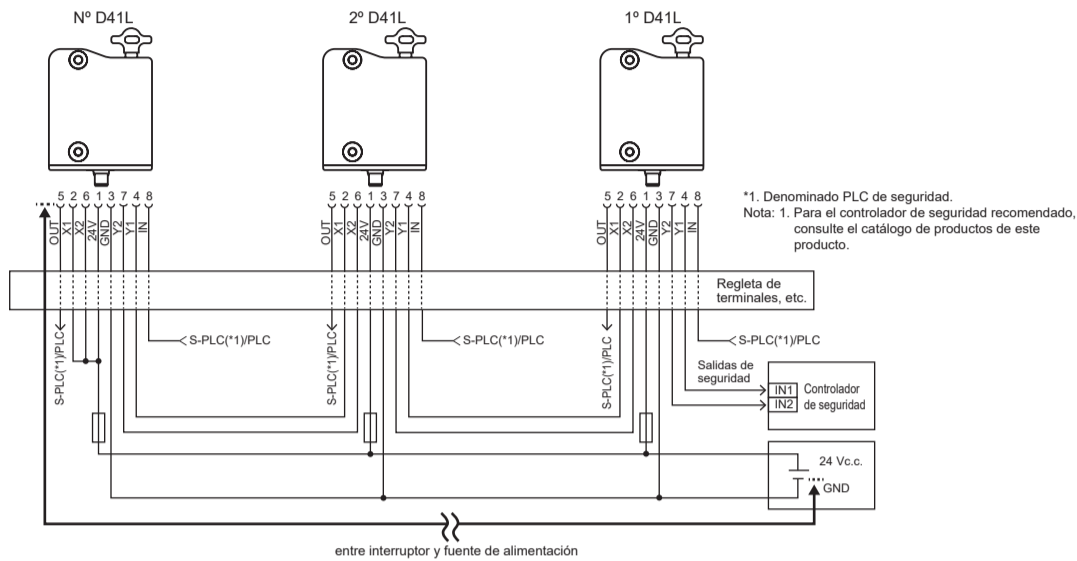 Nº D41L
2º D41L
1º D41L
5 2 6 1 3 7 4 8
5 2 6 1 3 7 4 8
5 2 6 1 3 7 4 8
OUT X1 X2 24V GND Y2 Y1 IN
OUT X1 X2 24V GND Y2 Y1 IN
OUT X1 X2 24V GND Y2 Y1 IN
*1. Denominado PLC de seguridad.
Nota: 1. Para el controlador de seguridad recomendado,
consulte el catálogo de productos de este
producto.
Regleta de
terminales, etc.
S-PLC(*1)/PLC
S-PLC(*1)/PLC
S-PLC(*1)/PLC
S-PLC(*1)/PLC
S-PLC(*1)/PLC
S-PLC(*1)/PLC
Salidas de
seguridad
IN1
IN2
Controlador
de seguridad
24 Vc.c.
GND
entre interruptor y fuente de alimentación